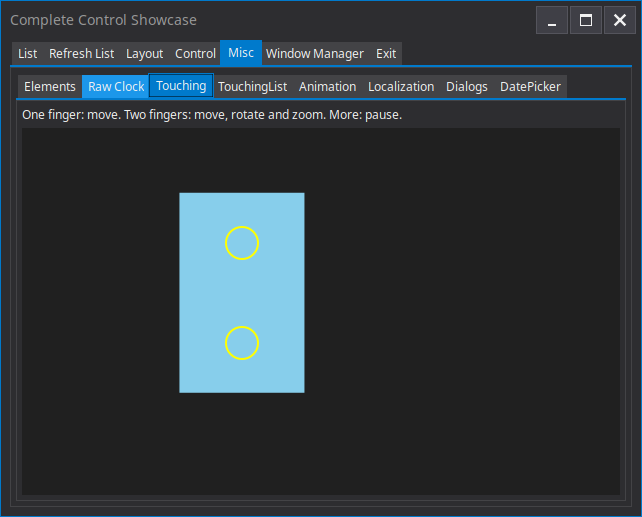 Complete Control Showcase
List Refresh List Layout Control Misc Window Manager Exit
Elements Raw Clock Touching TouchingList Animation Localization Dialogs DatePicker
One finger: move. Two fingers: move, rotate and zoom. More: pause.